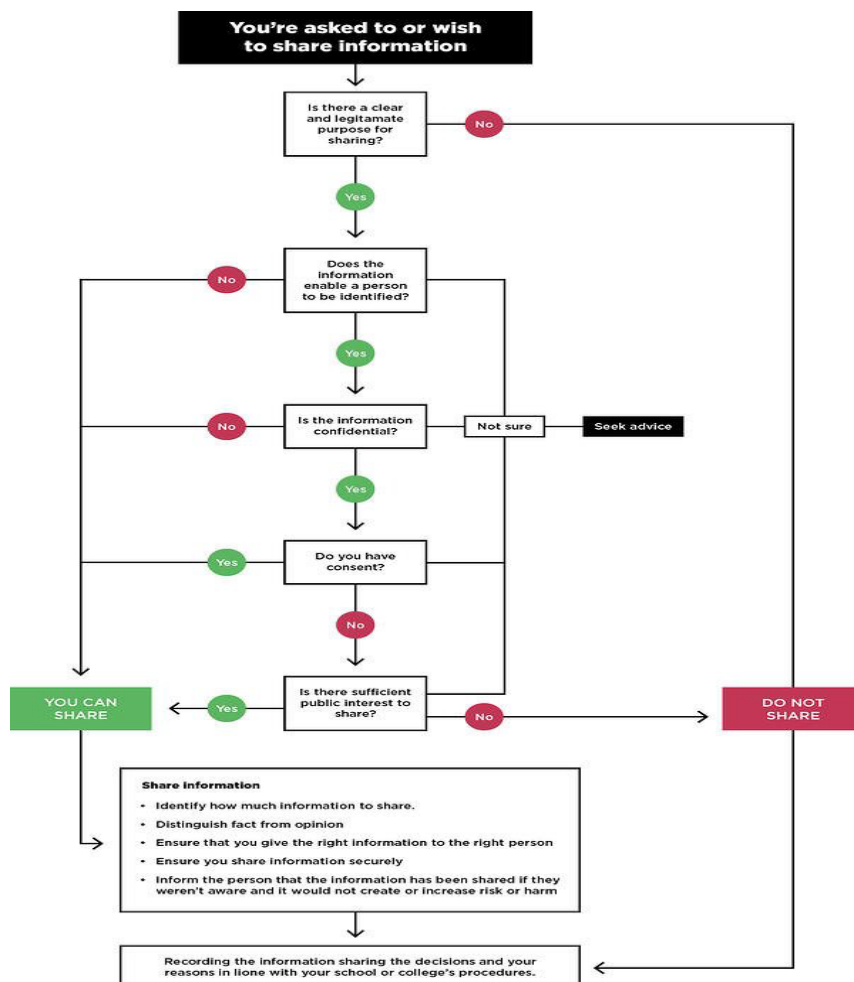 You're asked to or wish
to share information
Is there a clear
and legitamate
purpose for
sharing?
No
Yes
Does the
information
enable a person
to be identified?
No
Yes
Is the information
confidential?
No
Not sure
Seek advice
Yes
Do you have
consent?
Yes
No
Is there sufficient
public interest to
share?
Yes
No
YOU CAN
SHARE
DO NOT
SHARE
Share information
• Identify how much information to share.
• Distinguish fact from opinion
• Ensure that you give the right information to the right person
• Ensure you share information securely
• Inform the person that the information has been shared if they
weren't aware and it would not create or increase risk or harm
Recording the information sharing the decisions and your
reasons in lione with your school or college's procedures.